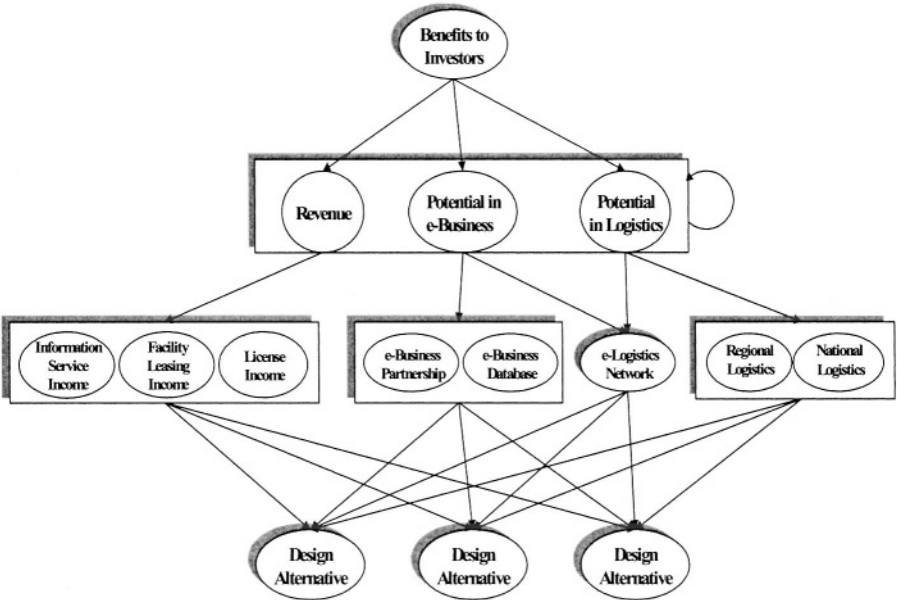 Benefits to
Investors
Revenue
Potential in
e-Business
Potential
in Logistics
Information
Service
Income
Facility
Leasing
Income
License
Income
e-Business
Partnership
e-Business
Database
e-Logistics
Network
Regional
Logistics
National
Logistics
Design
Alternative
Design
Alternative
Design
Alternative